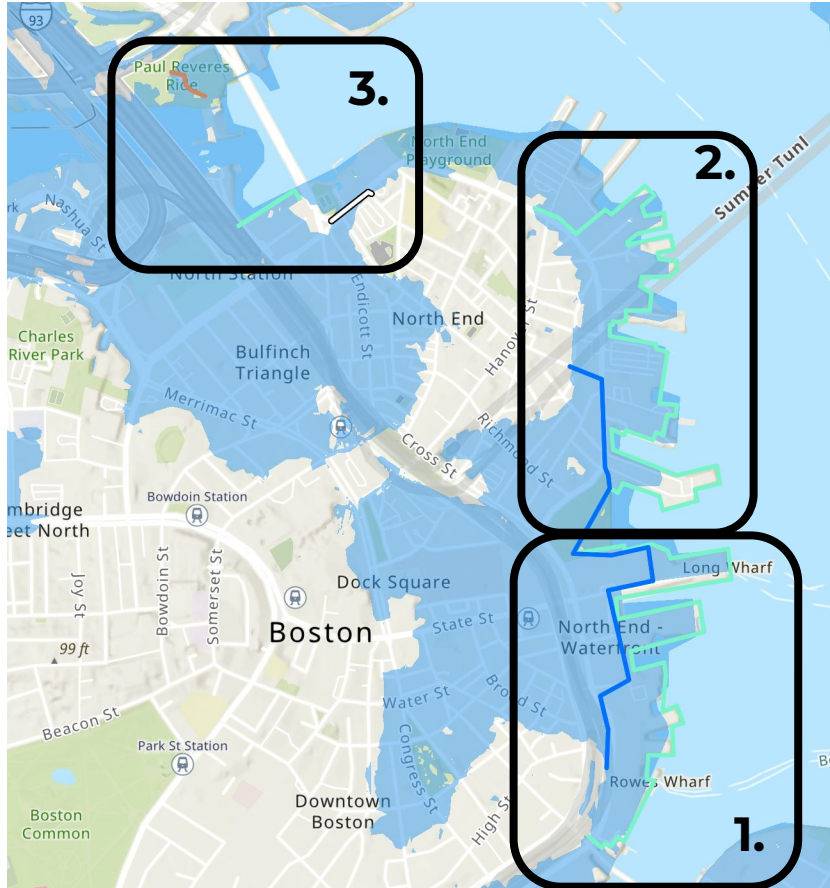 93
Paul Reveres
Ride
3.
North End
Playground
2.
Sumner Tunl
rk
Nashua St
North Station
Endicott St
Charles
River Park
North End
Hanover St
Bulfinch
Triangle
Merrimac St
Richmond St
Cross St
Bowdoin Station
mbridge
eet North
Long Wharf
Joy St
Bowdoin St
Somerset St
Dock Square
Boston
State St
North End -
Waterfront
99 ft
Water St
Broad St
Beacon St
Park St Station
Congress St
Rowes Wharf
Downtown
Boston
High St
Boston
Common
1.